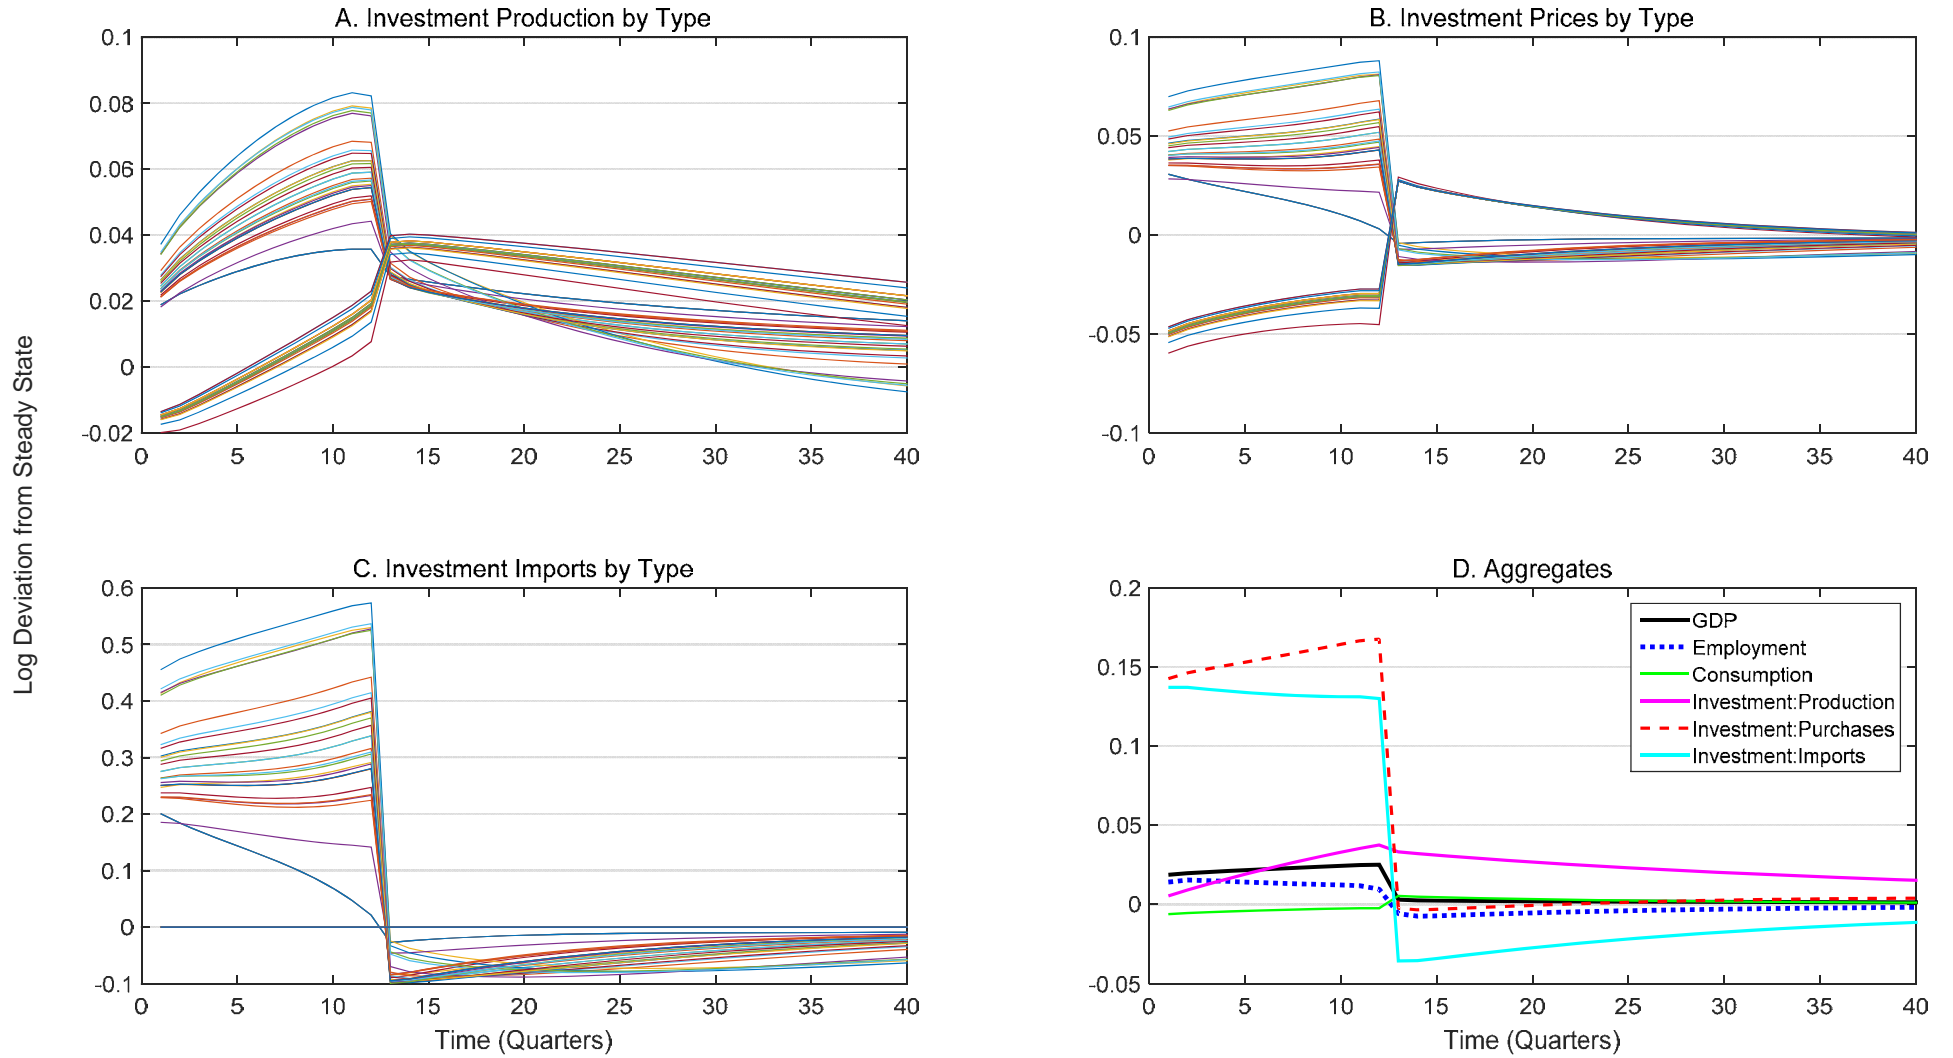 A. Investment Production by Type
0.1
0.08
0.06
0.04
0.02
0
-0.02
0 5 10 15 20 25 30 35 40
B. Investment Prices by Type
0.1
0.05
0
-0.05
-0.1
0 5 10 15 20 25 30 35 40
Log Deviation from Steady State
C. Investment Imports by Type
0.6
0.5
0.4
0.3
0.2
0.1
0
-0.1
0 5 10 15 20 25 30 35 40
Time (Quarters)
D. Aggregates
0.2
0.15
0.1
0.05
0
-0.05
0 5 10 15 20 25 30 35 40
Time (Quarters)
GDP
Employment
Consumption
Investment:Production
Investment:Purchases
Investment:Imports